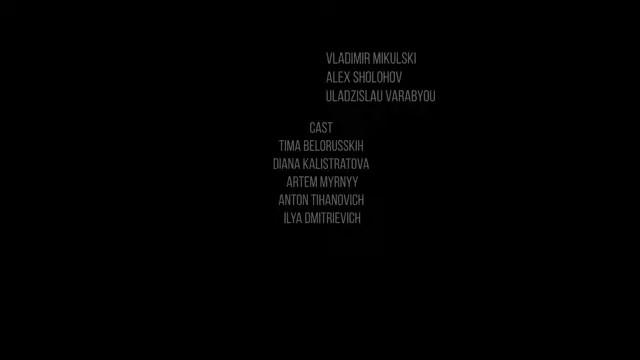 VLADIMIR MIKULSKI
ALEX SHOLOHOV
ULADZISLAU VARABYOU
CAST
TIMA BELORUSSKIH
DIANA KALISTRATOVA
ARTEM MYRNYY
ANTON TIHANOVICH
ILYA DMITRIEVICH